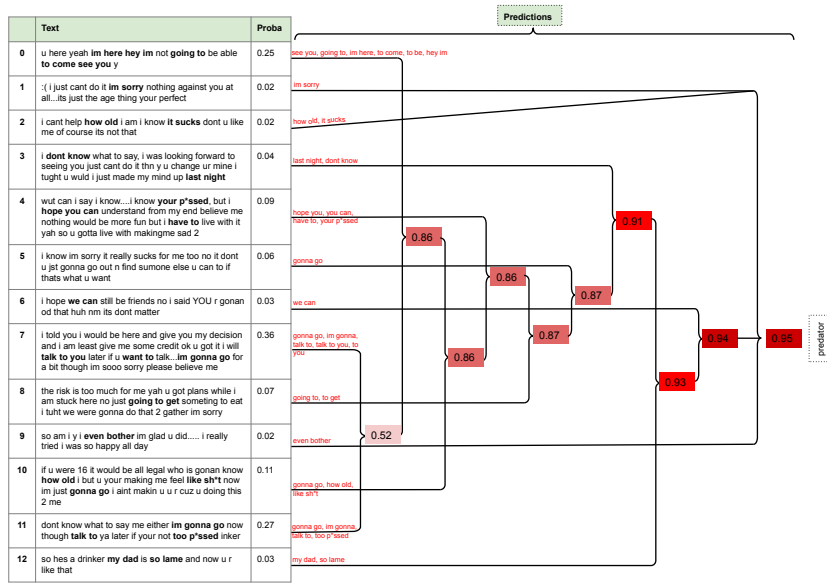 Predictions
Text Proba
0 u here yeah im here hey im not going to be able 0.25
to come see you y
see you, going to, im here, to come, to be, hey im
1 :( i just cant do it im sorry nothing against you at 0.02
all...its just the age thing your perfect
im sorry
2 i cant help how old i am i know it sucks dont u like 0.02
me of course its not that
how old, it sucks
3 i dont know what to say, i was looking forward to 0.04
seeing you just cant do it thn y u change ur mine i
tught u wuld i just made my mind up last night
last night, dont know
4 wut can i say i know....i know your p*ssed, but i 0.09
hope you can understand from my end believe me
nothing would be more fun but i have to live with it
yah so u gotta live with makingme sad 2
hope you, you can,
have to, your p*ssed
5 i know im sorry it really sucks for me too no it dont 0.06
u jst gonna go out n find sumone else u can to if
thats what u want
gonna go
6 i hope we can still be friends no i said YOU r gonan 0.03
od that huh nm its dont matter
we can
7 i told you i would be here and give you my decision 0.36
and i am least give me some credit ok u got it i will
talk to you later if u want to talk...im gonna go for
a bit though im sooo sorry please believe me
gonna go, im gonna,
talk to, talk to you, to
you
8 the risk is too much for me yah u got plans while i 0.07
am stuck here no just going to get someting to eat
i tuht we were gonna do that 2 gather im sorry
going to, to get
9 so am i y i even bother im glad u did..... i really 0.02
tried i was so happy all day
even bother
10 if u were 16 it would be all legal who is gonan know 0.11
how old i but u your making me feel like sh*t now
im just gonna go i aint makin u u r cuz u doing this
2 me
gonna go, how old,
like sh*t
11 dont know what to say me either im gonna go now 0.27
though talk to ya later if your not too p*ssed inker
gonna go, im gonna,
talk to, too p*ssed
12 so hes a drinker my dad is so lame and now u r 0.03
like that
my dad, so lame
0.52
0.86
0.86
0.86
0.87
0.87
0.91
0.93
0.94
0.95
predator